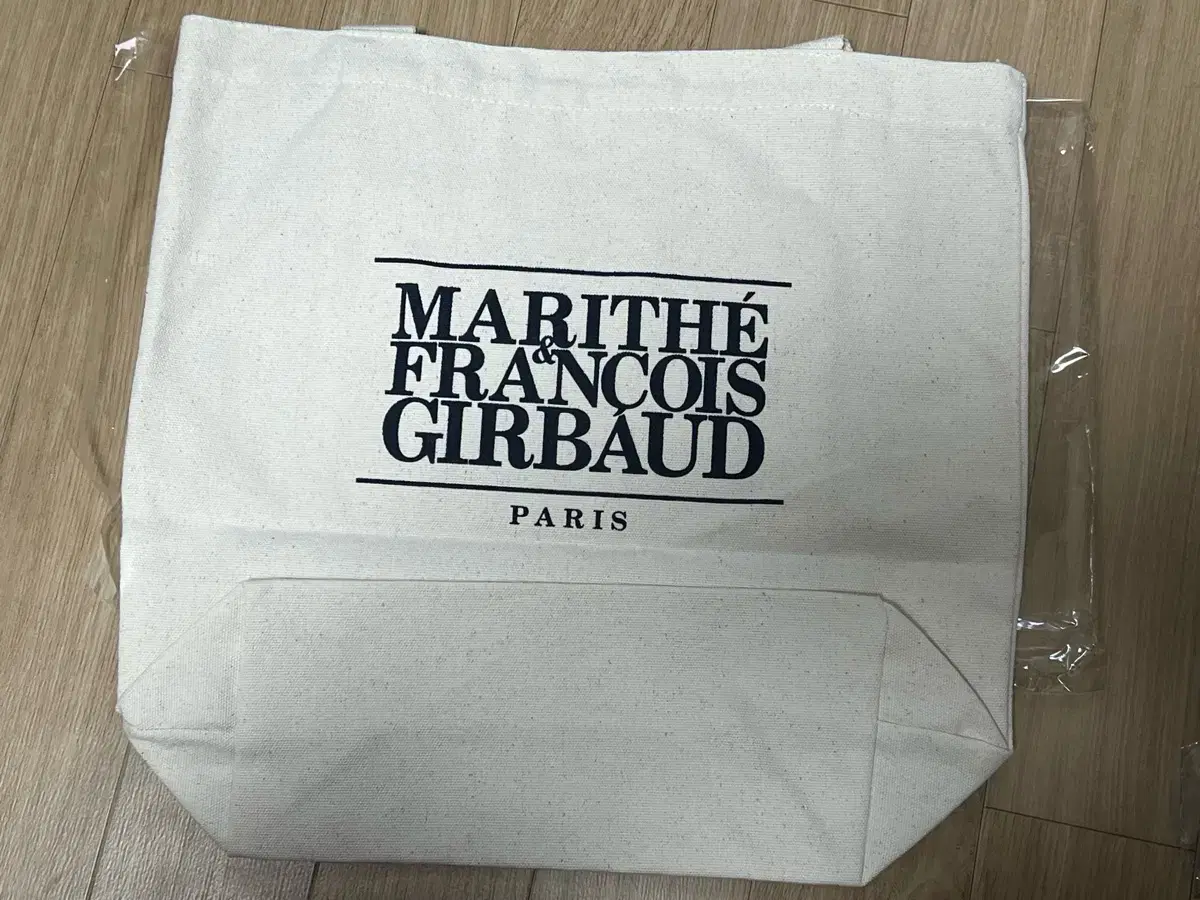 MARITHÉ
&
FRANÇOIS
GIRBAUD
PARIS